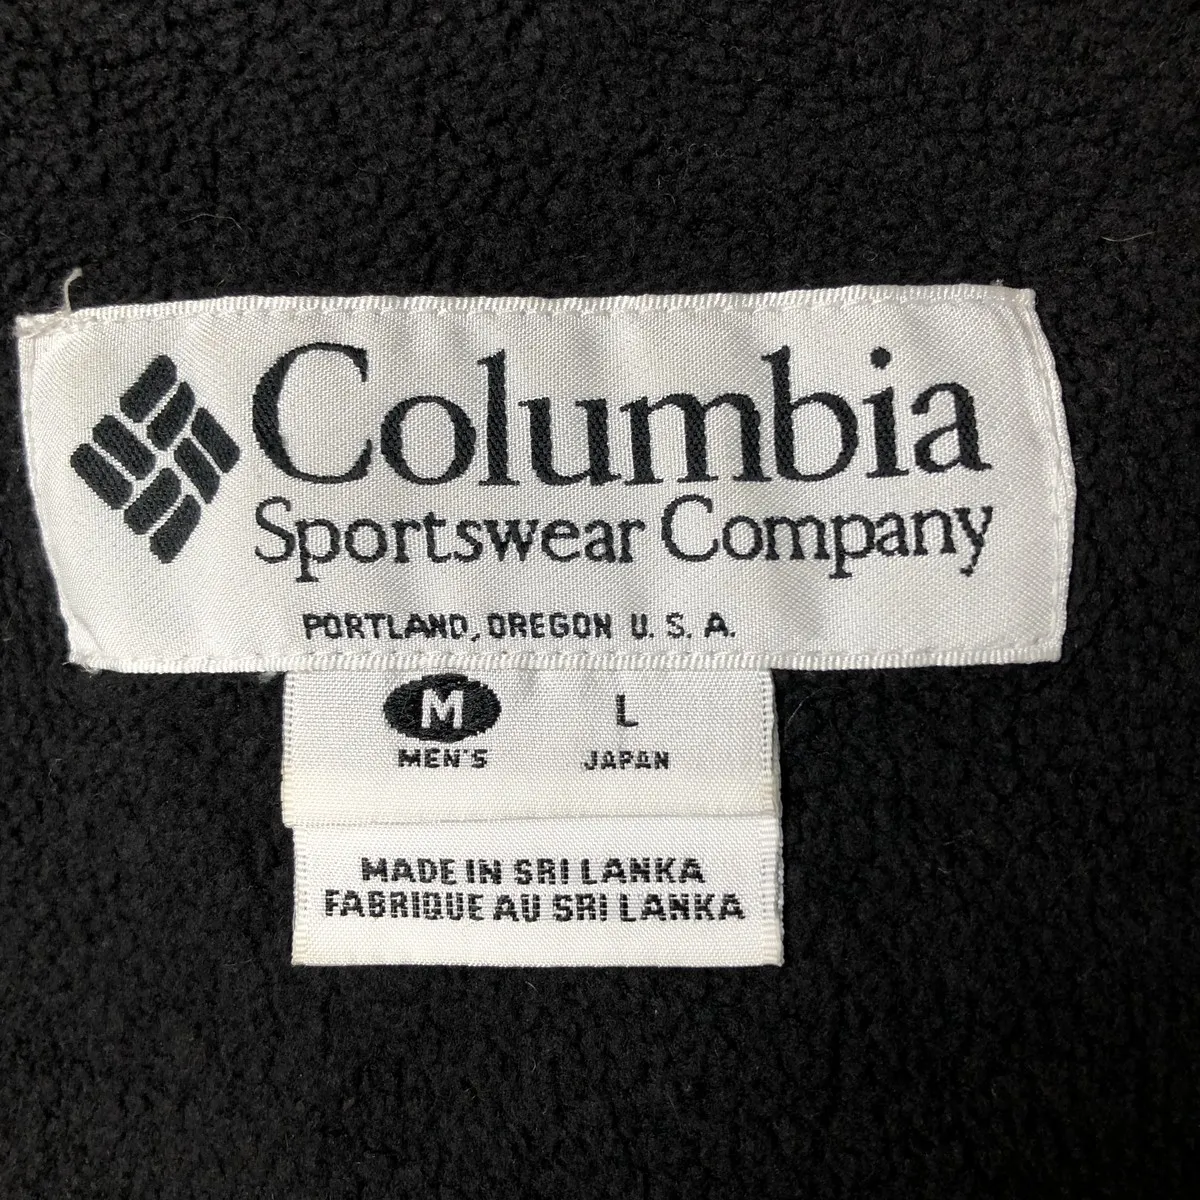 Columbia
Sportswear Company
PORTLAND, OREGON U. S. A.
M L
MEN'S JAPAN
MADE IN SRI LANKA
FABRIQUE AU SRI LANKA